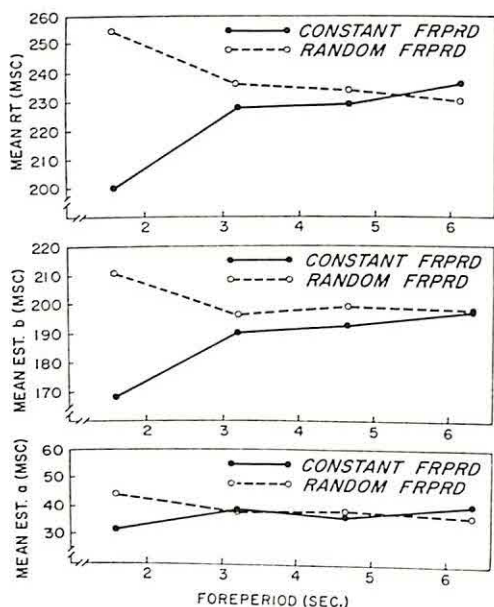 260
250
240
230
220
210
200
MEAN RT (MSC)
CONSTANT FRPRD
RANDOM FRPRD
2 3 4 5 6
220
210
200
190
180
170
MEAN EST. b (MSC)
CONSTANT FRPRD
RANDOM FRPRD
2 3 4 5 6
60
50
40
30
MEAN EST. a (MSC)
CONSTANT FRPRD
RANDOM FRPRD
2 3 4 5 6
FOREPERIOD (SEC.)